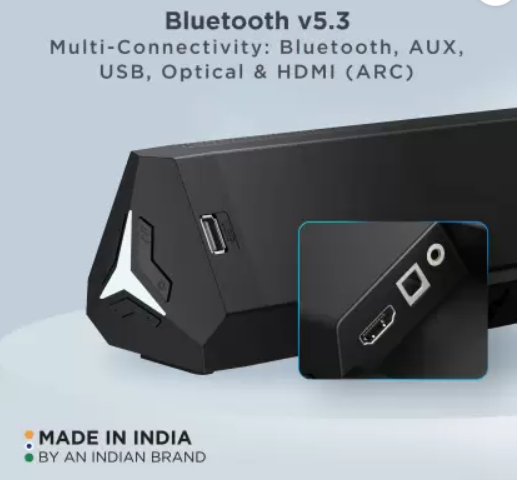 Bluetooth v5.3
Multi-Connectivity: Bluetooth, AUX,
USB, Optical & HDMI (ARC)
MADE IN INDIA
BY AN INDIAN BRAND